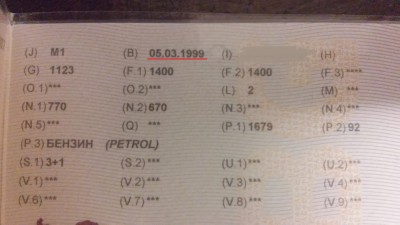 (J) M1 (B) 05.03.1999 (I) (H)
(G) 1123 (F.1) 1400 (F.2) 1400 (F.3) ****
(O.1) *** (O.2) *** (L) 2 (M) ***
(N.1) 770 (N.2) 670 (N.3) *** (N.4) ***
(N.5) *** (Q) *** (P.1) 1679 (P.2) 92
(P.3) БЕНЗИН (PETROL)
(S.1) 3+1 (S.2) *** (U.1) *** (U.2) ***
(V.1) *** (V.2) *** (V.3) *** (V.4) ***
(V.6) *** (V.7) *** (V.8) *** (V.9) ***